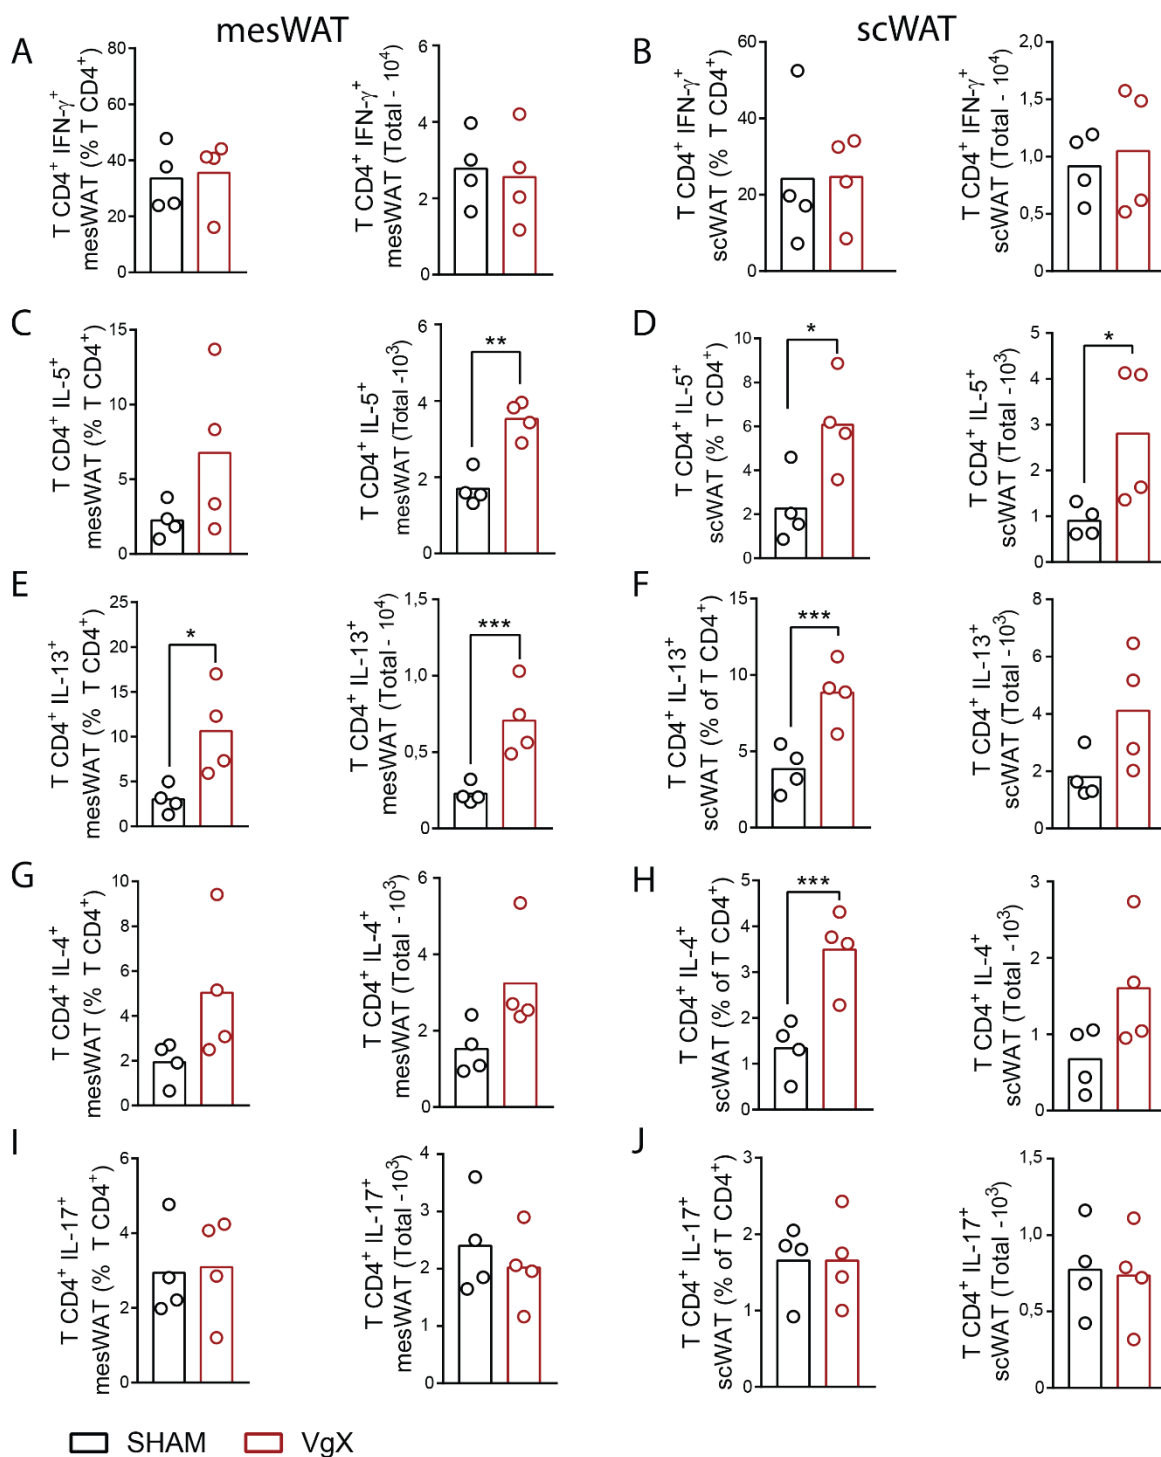 mesWAT
scWAT
A
T CD4⁺ IFN-γ⁺
mesWAT (% T CD4⁺)
80
60
40
20
0
T CD4⁺ IFN-γ⁺
mesWAT (Total - 10⁴)
6
4
2
0
B
T CD4⁺ IFN-γ⁺
scWAT (% T CD4⁺)
60
40
20
0
T CD4⁺ IFN-γ⁺
scWAT (Total - 10⁴)
2,0
1,5
1,0
0,5
0
C
T CD4⁺ IL-5⁺
mesWAT (% T CD4⁺)
15
10
5
0
T CD4⁺ IL-5⁺
mesWAT (Total -10³)
6
4
2
0
**
D
T CD4⁺ IL-5⁺
scWAT (% T CD4⁺)
10
8
6
4
2
0
*
T CD4⁺ IL-5⁺
scWAT (Total -10³)
5
4
3
2
1
0
*
E
T CD4⁺ IL-13⁺
mesWAT (% T CD4⁺)
25
20
15
10
5
0
*
T CD4⁺ IL-13⁺
mesWAT (Total - 10⁴)
1,5
1,0
0,5
0
***
F
T CD4⁺ IL-13⁺
scWAT (% of T CD4⁺)
15
10
5
0
***
T CD4⁺ IL-13⁺
scWAT (Total -10³)
8
6
4
2
0
G
T CD4⁺ IL-4⁺
mesWAT (% T CD4⁺)
10
8
6
4
2
0
T CD4⁺ IL-4⁺
mesWAT (Total - 10³)
6
4
2
0
H
T CD4⁺ IL-4⁺
scWAT (% of T CD4⁺)
5
4
3
2
1
0
***
T CD4⁺ IL-4⁺
scWAT (Total -10³)
3
2
1
0
I
T CD4⁺ IL-17⁺
mesWAT (% T CD4⁺)
6
4
2
0
T CD4⁺ IL-17⁺
mesWAT (Total -10³)
4
3
2
1
0
J
T CD4⁺ IL-17⁺
scWAT (% of T CD4⁺)
3
2
1
0
T CD4⁺ IL-17⁺
scWAT (Total -10³)
1,5
1,0
0,5
0
SHAM
VgX